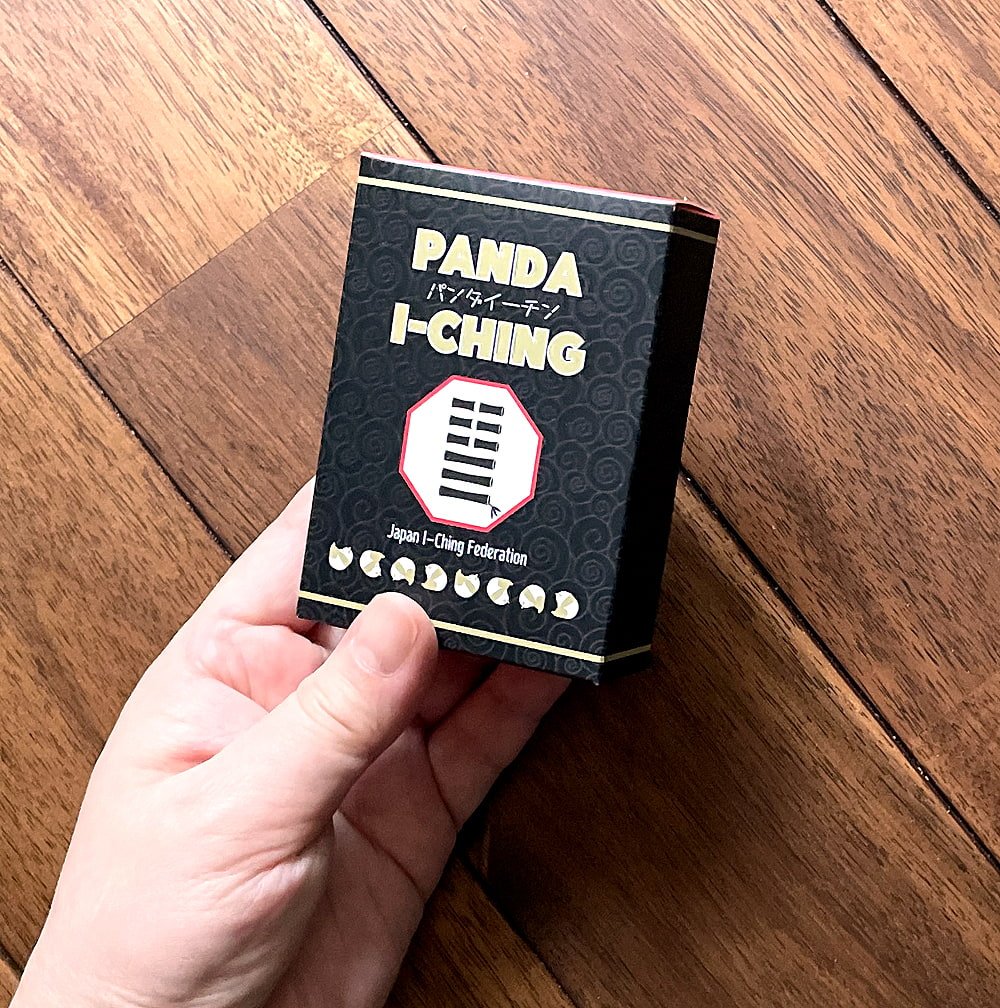 PANDA
パンダイーチン
I-CHING
Japan I-Ching Federation